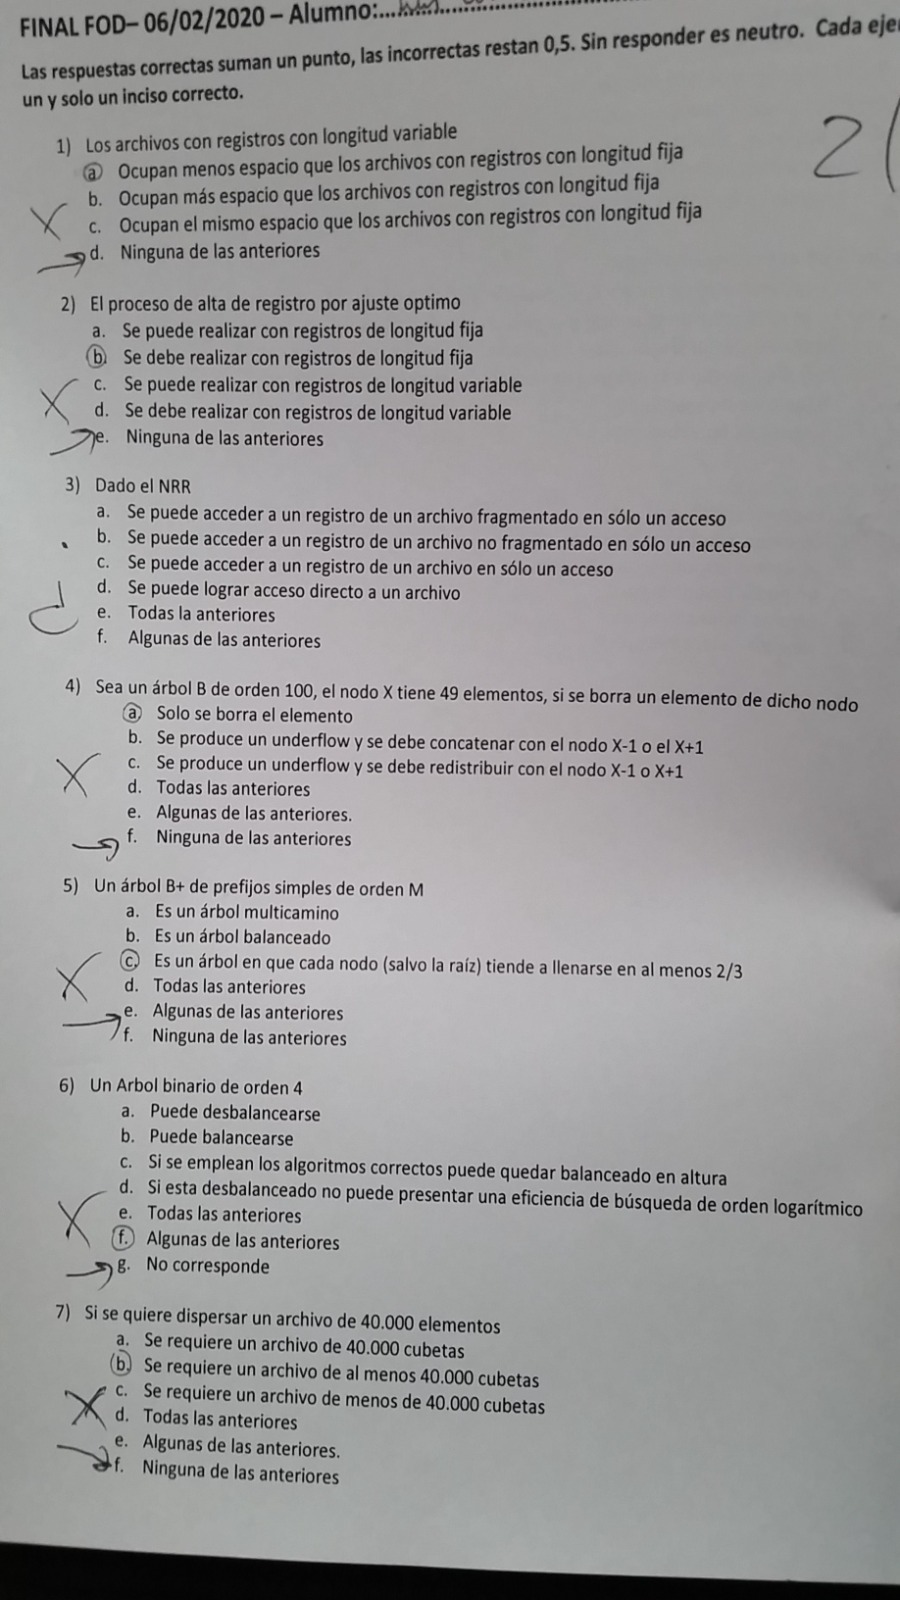 FINAL FOD– 06/02/2020 – Alumno:
Las respuestas correctas suman un punto, las incorrectas restan 0,5. Sin responder es neutro. Cada eje
un y solo un inciso correcto.
2
1) Los archivos con registros con longitud variable
a Ocupan menos espacio que los archivos con registros con longitud fija
b. Ocupan más espacio que los archivos con registros con longitud fija
c. Ocupan el mismo espacio que los archivos con registros con longitud fija
d. Ninguna de las anteriores
2) El proceso de alta de registro por ajuste optimo
a. Se puede realizar con registros de longitud fija
b. Se debe realizar con registros de longitud fija
c. Se puede realizar con registros de longitud variable
d. Se debe realizar con registros de longitud variable
e. Ninguna de las anteriores
3) Dado el NRR
a. Se puede acceder a un registro de un archivo fragmentado en sólo un acceso
b. Se puede acceder a un registro de un archivo no fragmentado en sólo un acceso
c. Se puede acceder a un registro de un archivo en sólo un acceso
d. Se puede lograr acceso directo a un archivo
e. Todas la anteriores
f. Algunas de las anteriores
4) Sea un árbol B de orden 100, el nodo X tiene 49 elementos, si se borra un elemento de dicho nodo
a Solo se borra el elemento
b. Se produce un underflow y se debe concatenar con el nodo X-1 o el X+1
c. Se produce un underflow y se debe redistribuir con el nodo X-1 o X+1
d. Todas las anteriores
e. Algunas de las anteriores.
f. Ninguna de las anteriores
5) Un árbol B+ de prefijos simples de orden M
a. Es un árbol multicamino
b. Es un árbol balanceado
c. Es un árbol en que cada nodo (salvo la raíz) tiende a llenarse en al menos 2/3
d. Todas las anteriores
e. Algunas de las anteriores
f. Ninguna de las anteriores
6) Un Arbol binario de orden 4
a. Puede desbalancearse
b. Puede balancearse
c. Si se emplean los algoritmos correctos puede quedar balanceado en altura
d. Si esta desbalanceado no puede presentar una eficiencia de búsqueda de orden logarítmico
e. Todas las anteriores
f. Algunas de las anteriores
g. No corresponde
7) Si se quiere dispersar un archivo de 40.000 elementos
a. Se requiere un archivo de 40.000 cubetas
b. Se requiere un archivo de al menos 40.000 cubetas
c. Se requiere un archivo de menos de 40.000 cubetas
d. Todas las anteriores
e. Algunas de las anteriores.
f. Ninguna de las anteriores